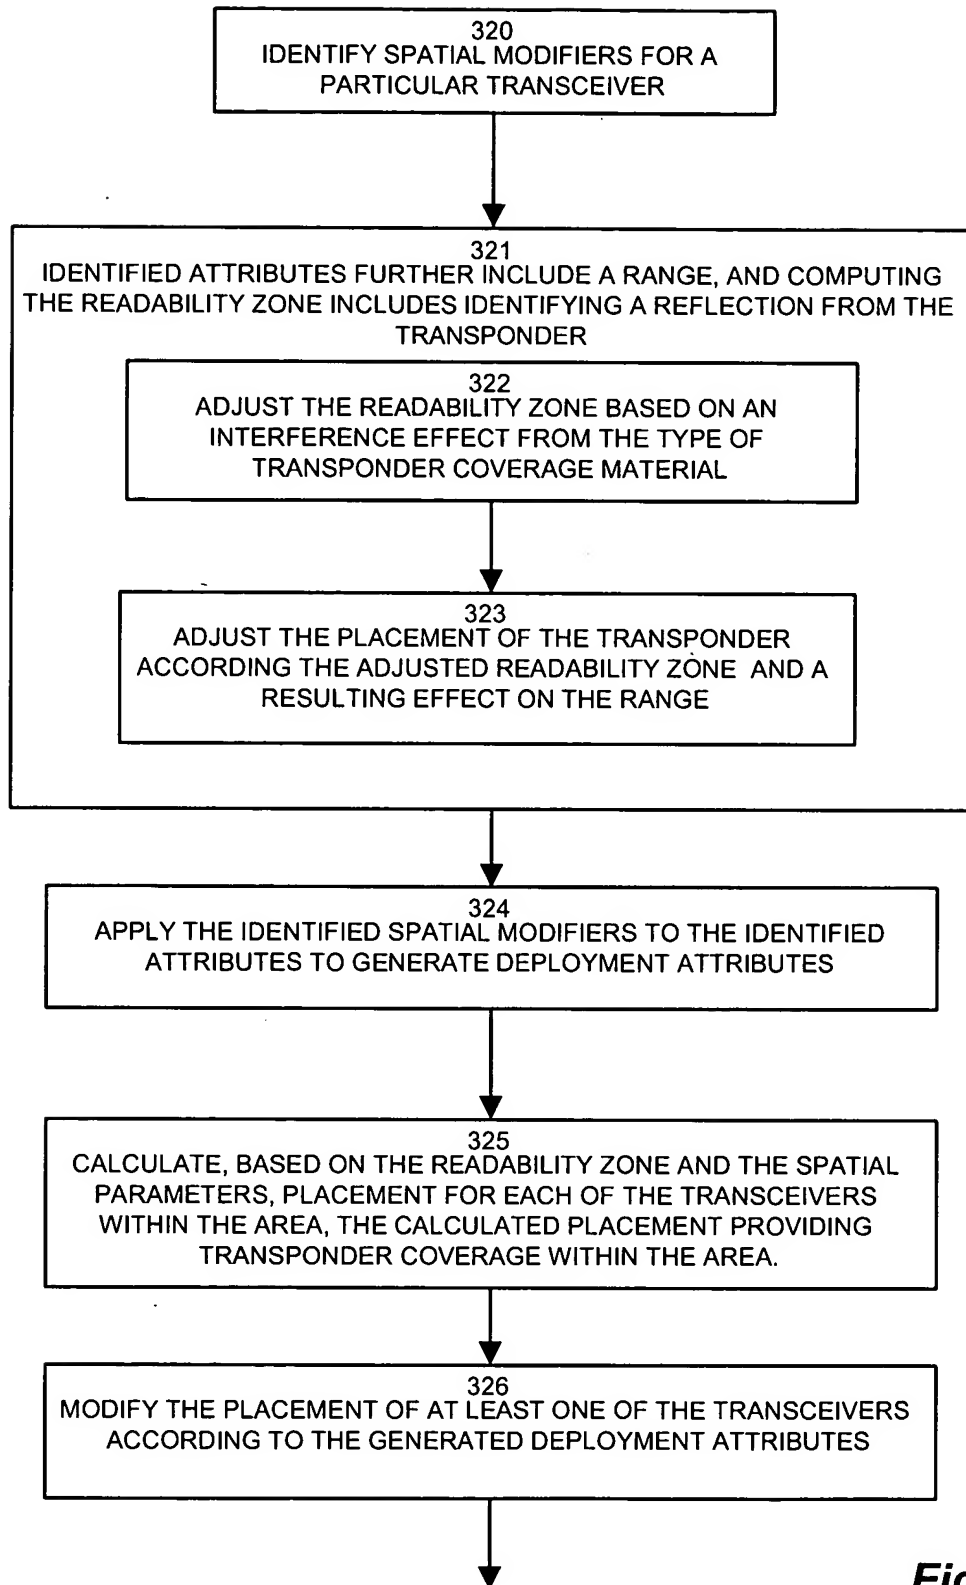 320
IDENTIFY SPATIAL MODIFIERS FOR A
PARTICULAR TRANSCEIVER
321
IDENTIFIED ATTRIBUTES FURTHER INCLUDE A RANGE, AND COMPUTING
THE READABILITY ZONE INCLUDES IDENTIFYING A REFLECTION FROM THE
TRANSPONDER
322
ADJUST THE READABILITY ZONE BASED ON AN
INTERFERENCE EFFECT FROM THE TYPE OF
TRANSPONDER COVERAGE MATERIAL
323
ADJUST THE PLACEMENT OF THE TRANSPONDER
ACCORDING THE ADJUSTED READABILITY ZONE AND A
RESULTING EFFECT ON THE RANGE
324
APPLY THE IDENTIFIED SPATIAL MODIFIERS TO THE IDENTIFIED
ATTRIBUTES TO GENERATE DEPLOYMENT ATTRIBUTES
325
CALCULATE, BASED ON THE READABILITY ZONE AND THE SPATIAL
PARAMETERS, PLACEMENT FOR EACH OF THE TRANSCEIVERS
WITHIN THE AREA, THE CALCULATED PLACEMENT PROVIDING
TRANSPONDER COVERAGE WITHIN THE AREA.
326
MODIFY THE PLACEMENT OF AT LEAST ONE OF THE TRANSCEIVERS
ACCORDING TO THE GENERATED DEPLOYMENT ATTRIBUTES
Fig